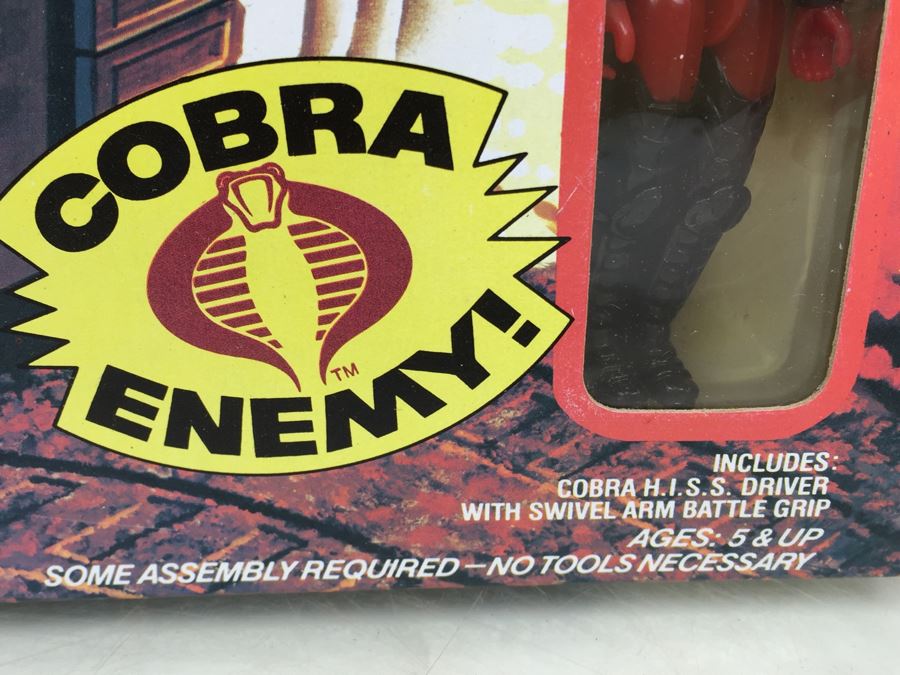 COBRA
ENEMY!
TM
INCLUDES:
COBRA H.I.S.S. DRIVER
WITH SWIVEL ARM BATTLE GRIP
AGES: 5 & UP
SOME ASSEMBLY REQUIRED – NO TOOLS NECESSARY